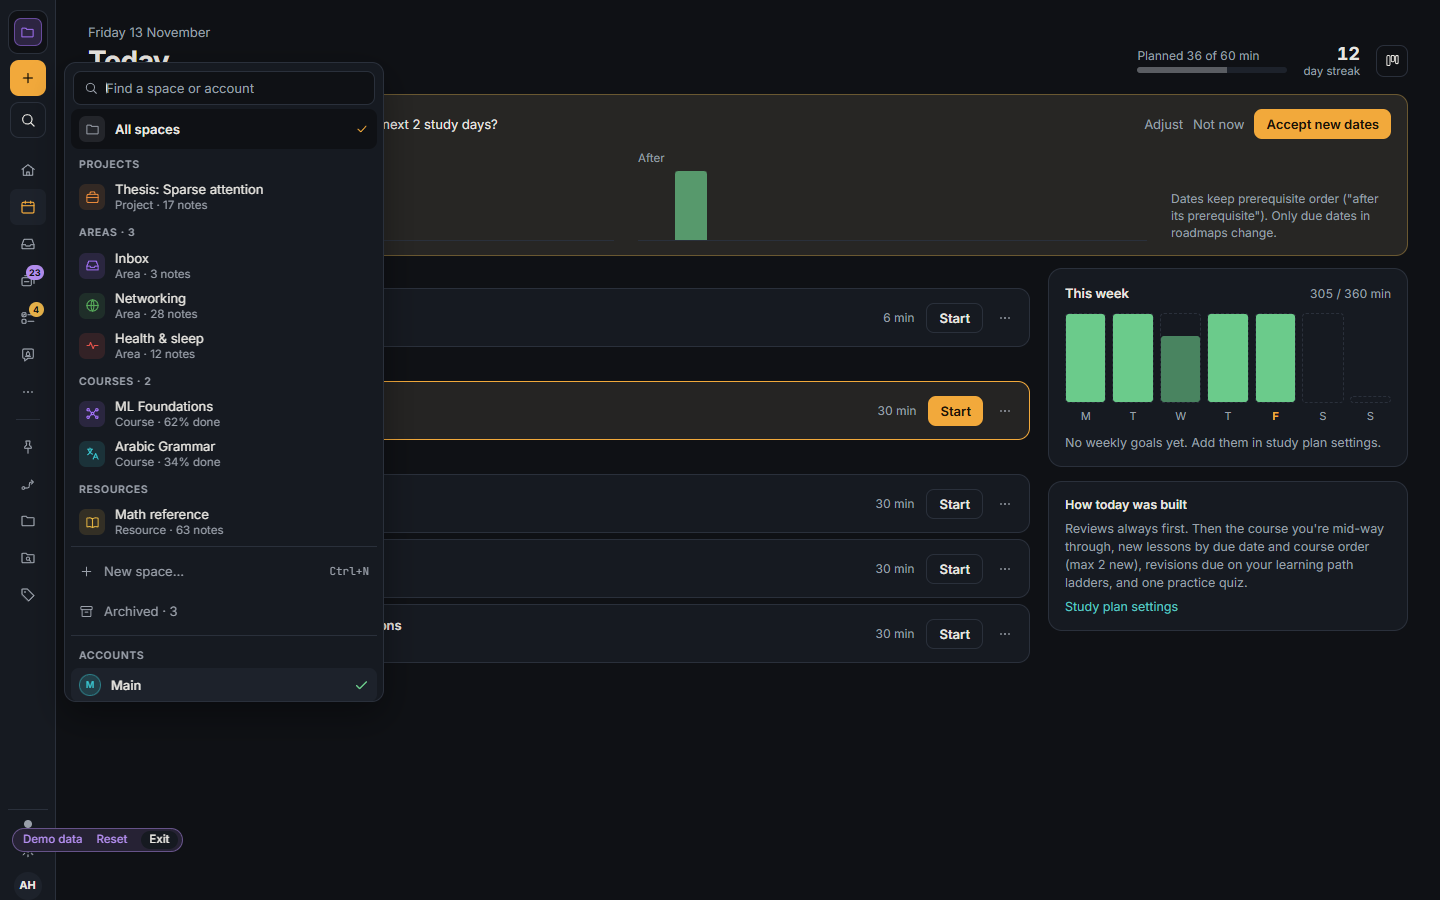 Friday 13 November
Today
Planned 36 of 60 min
12
day streak
Find a space or account
All spaces
PROJECTS
Thesis: Sparse attention
Project · 17 notes
AREAS · 3
Inbox
Area · 3 notes
Networking
Area · 28 notes
Health & sleep
Area · 12 notes
COURSES · 2
ML Foundations
Course · 62% done
Arabic Grammar
Course · 34% done
RESOURCES
Math reference
Resource · 63 notes
New space...
Ctrl+N
Archived · 3
ACCOUNTS
M
Main
23
4
next 2 study days?
Adjust
Not now
Accept new dates
After
Dates keep prerequisite order ("after
its prerequisite"). Only due dates in
roadmaps change.
6 min
Start
30 min
Start
30 min
Start
30 min
Start
30 min
Start
This week
305 / 360 min
M T W T F S S
No weekly goals yet. Add them in study plan settings.
How today was built
Reviews always first. Then the course you're mid-way
through, new lessons by due date and course order
(max 2 new), revisions due on your learning path
ladders, and one practice quiz.
Study plan settings
Demo data
Reset
Exit
AH